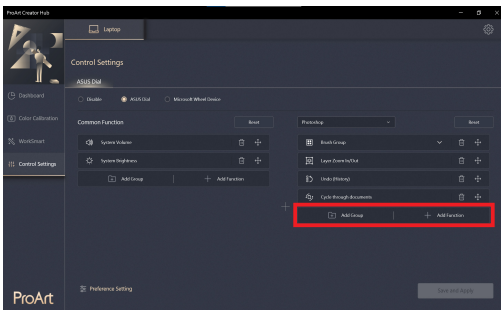 ProArt Creator Hub
Laptop
Control Settings
ASUS Dial
Dashboard
Disable
ASUS Dial
Microsoft Wheel Device
Color Calibration
Common Function
Reset
Photoshop
Reset
WorkSmart
System Volume
Brush Group
Control Settings
System Brightness
Layer Zoom In/Out
Add Group
Add Function
Undo (History)
Cycle through documents
Add Group
Add Function
Preference Setting
Save and Apply
ProArt